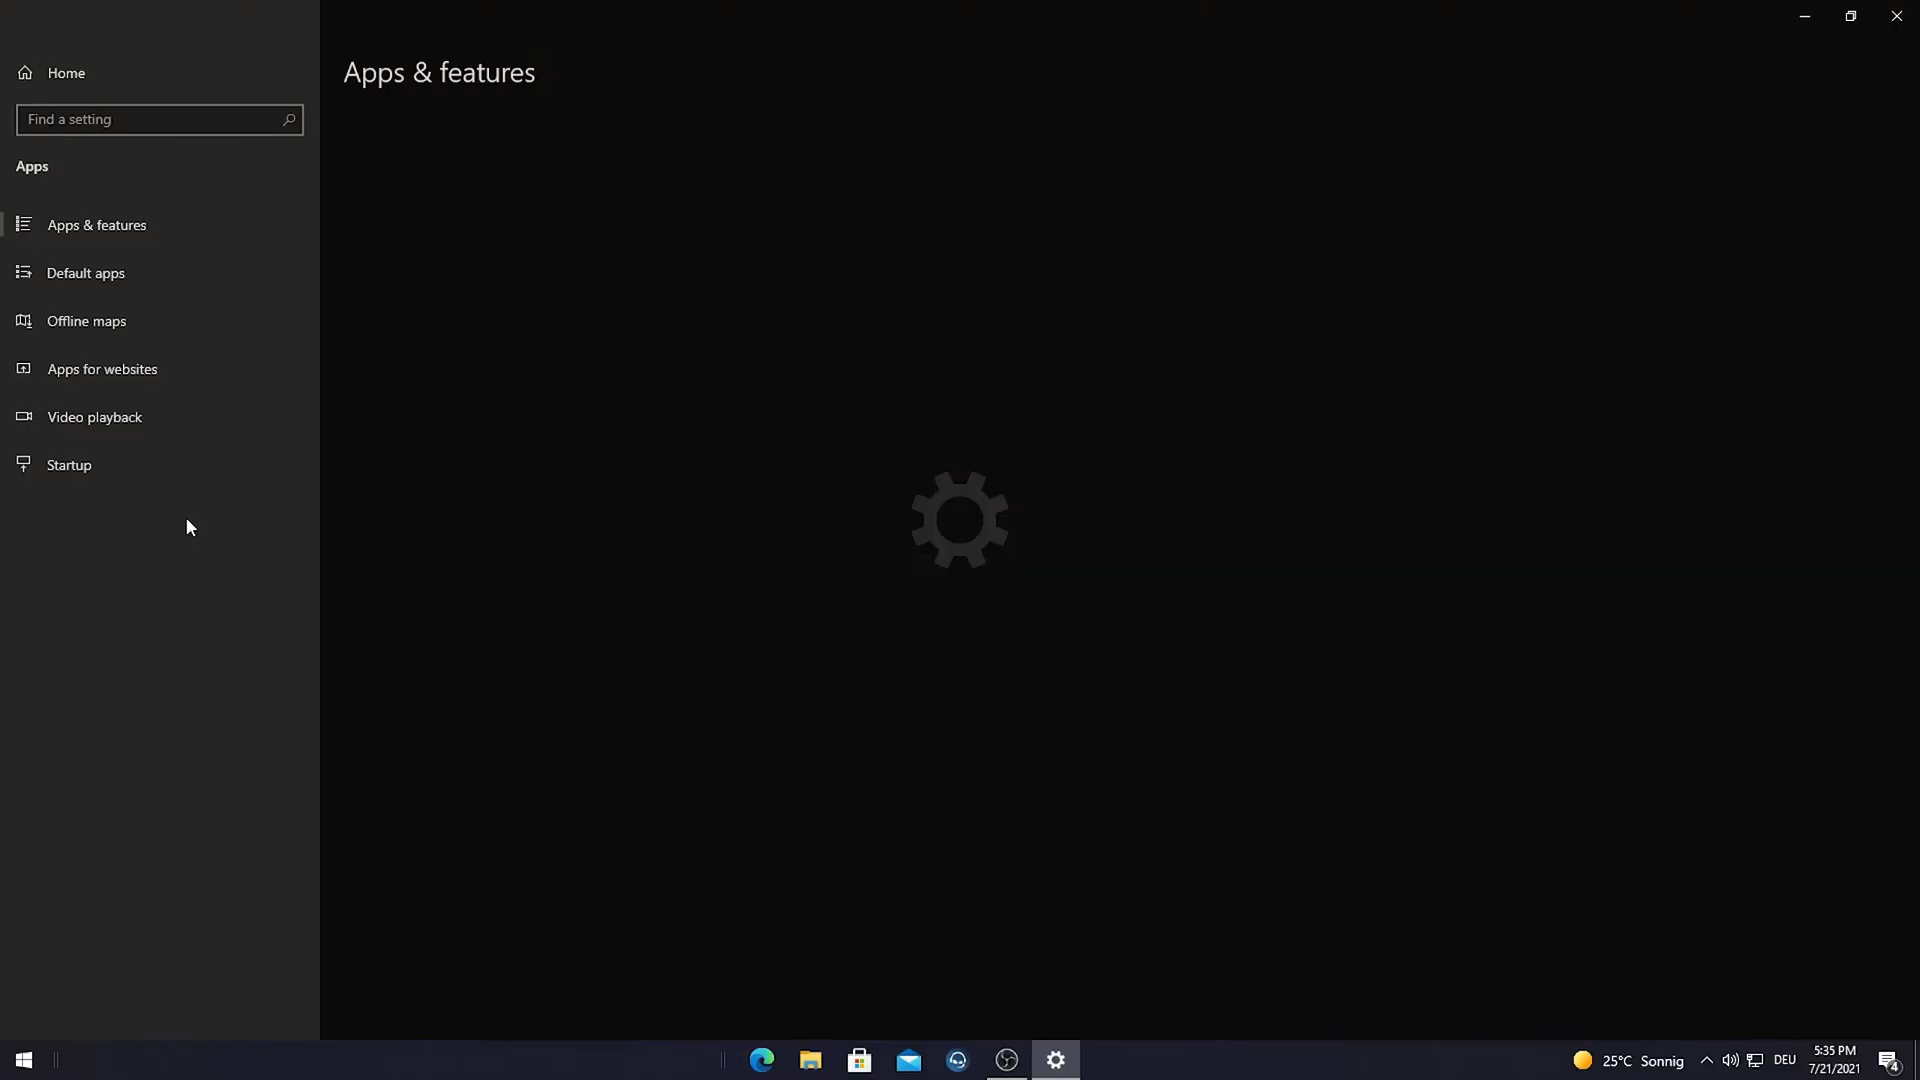 Home
Apps & features
Find a setting
Apps
Apps & features
Default apps
Offline maps
Apps for websites
Video playback
Startup
25°C Sonnig
DEU
5:35 PM
7/21/2021
4